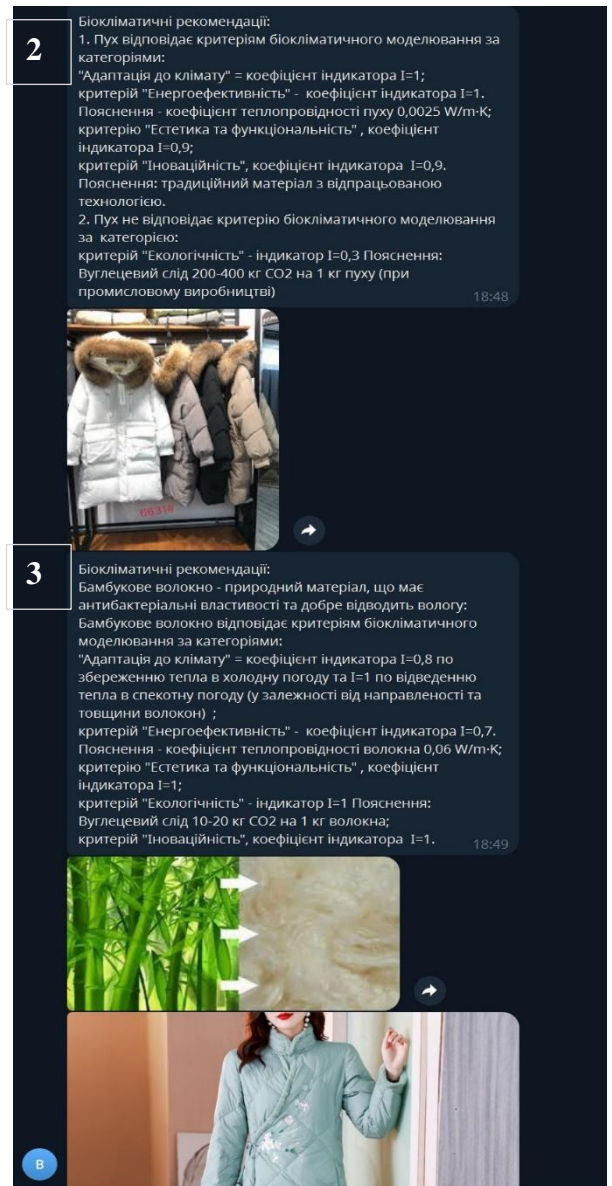 2
Біокліматичні рекомендації:
1. Пух відповідає критеріям біокліматичного моделювання за
категоріями:
"Адаптація до клімату" = коефіцієнт індикатора I=1;
критерій "Енергоефективність" - коефіцієнт індикатора I=1.
Пояснення - коефіцієнт теплопровідності пуху 0,0025 W/m·K;
критерію "Естетика та функціональність" , коефіцієнт
індикатора I=0,9;
критерій "Іноваційність", коефіцієнт індикатора I=0,9.
Пояснення: традиційний матеріал з відпрацьованою
технологією.
2. Пух не відповідає критерію біокліматичного моделювання
за категорією:
критерій "Екологічність" - індикатор I=0,3 Пояснення:
Вуглецевий слід 200-400 кг CO2 на 1 кг пуху (при
промисловому виробництві)
18:48
6631#
3
Біокліматичні рекомендації:
Бамбукове волокно - природний матеріал, що має
антибактеріальні властивості та добре відводить вологу:
Бамбукове волокно відповідає критеріям біокліматичного
моделювання за категоріями:
"Адаптація до клімату" = коефіцієнт індикатора I=0,8 по
збереженню тепла в холодну погоду та I=1 по відведенню
тепла в спекотну погоду (у залежності від направленості та
товщини волокон) ;
критерій "Енергоефективність" - коефіцієнт індикатора I=0,7.
Пояснення - коефіцієнт теплопровідності волокна 0,06 W/m·K;
критерію "Естетика та функціональність" , коефіцієнт
індикатора I=1;
критерій "Екологічність" - індикатор I=1 Пояснення:
Вуглецевий слід 10-20 кг CO2 на 1 кг волокна;
критерій "Іноваційність", коефіцієнт індикатора I=1.
18:49
В